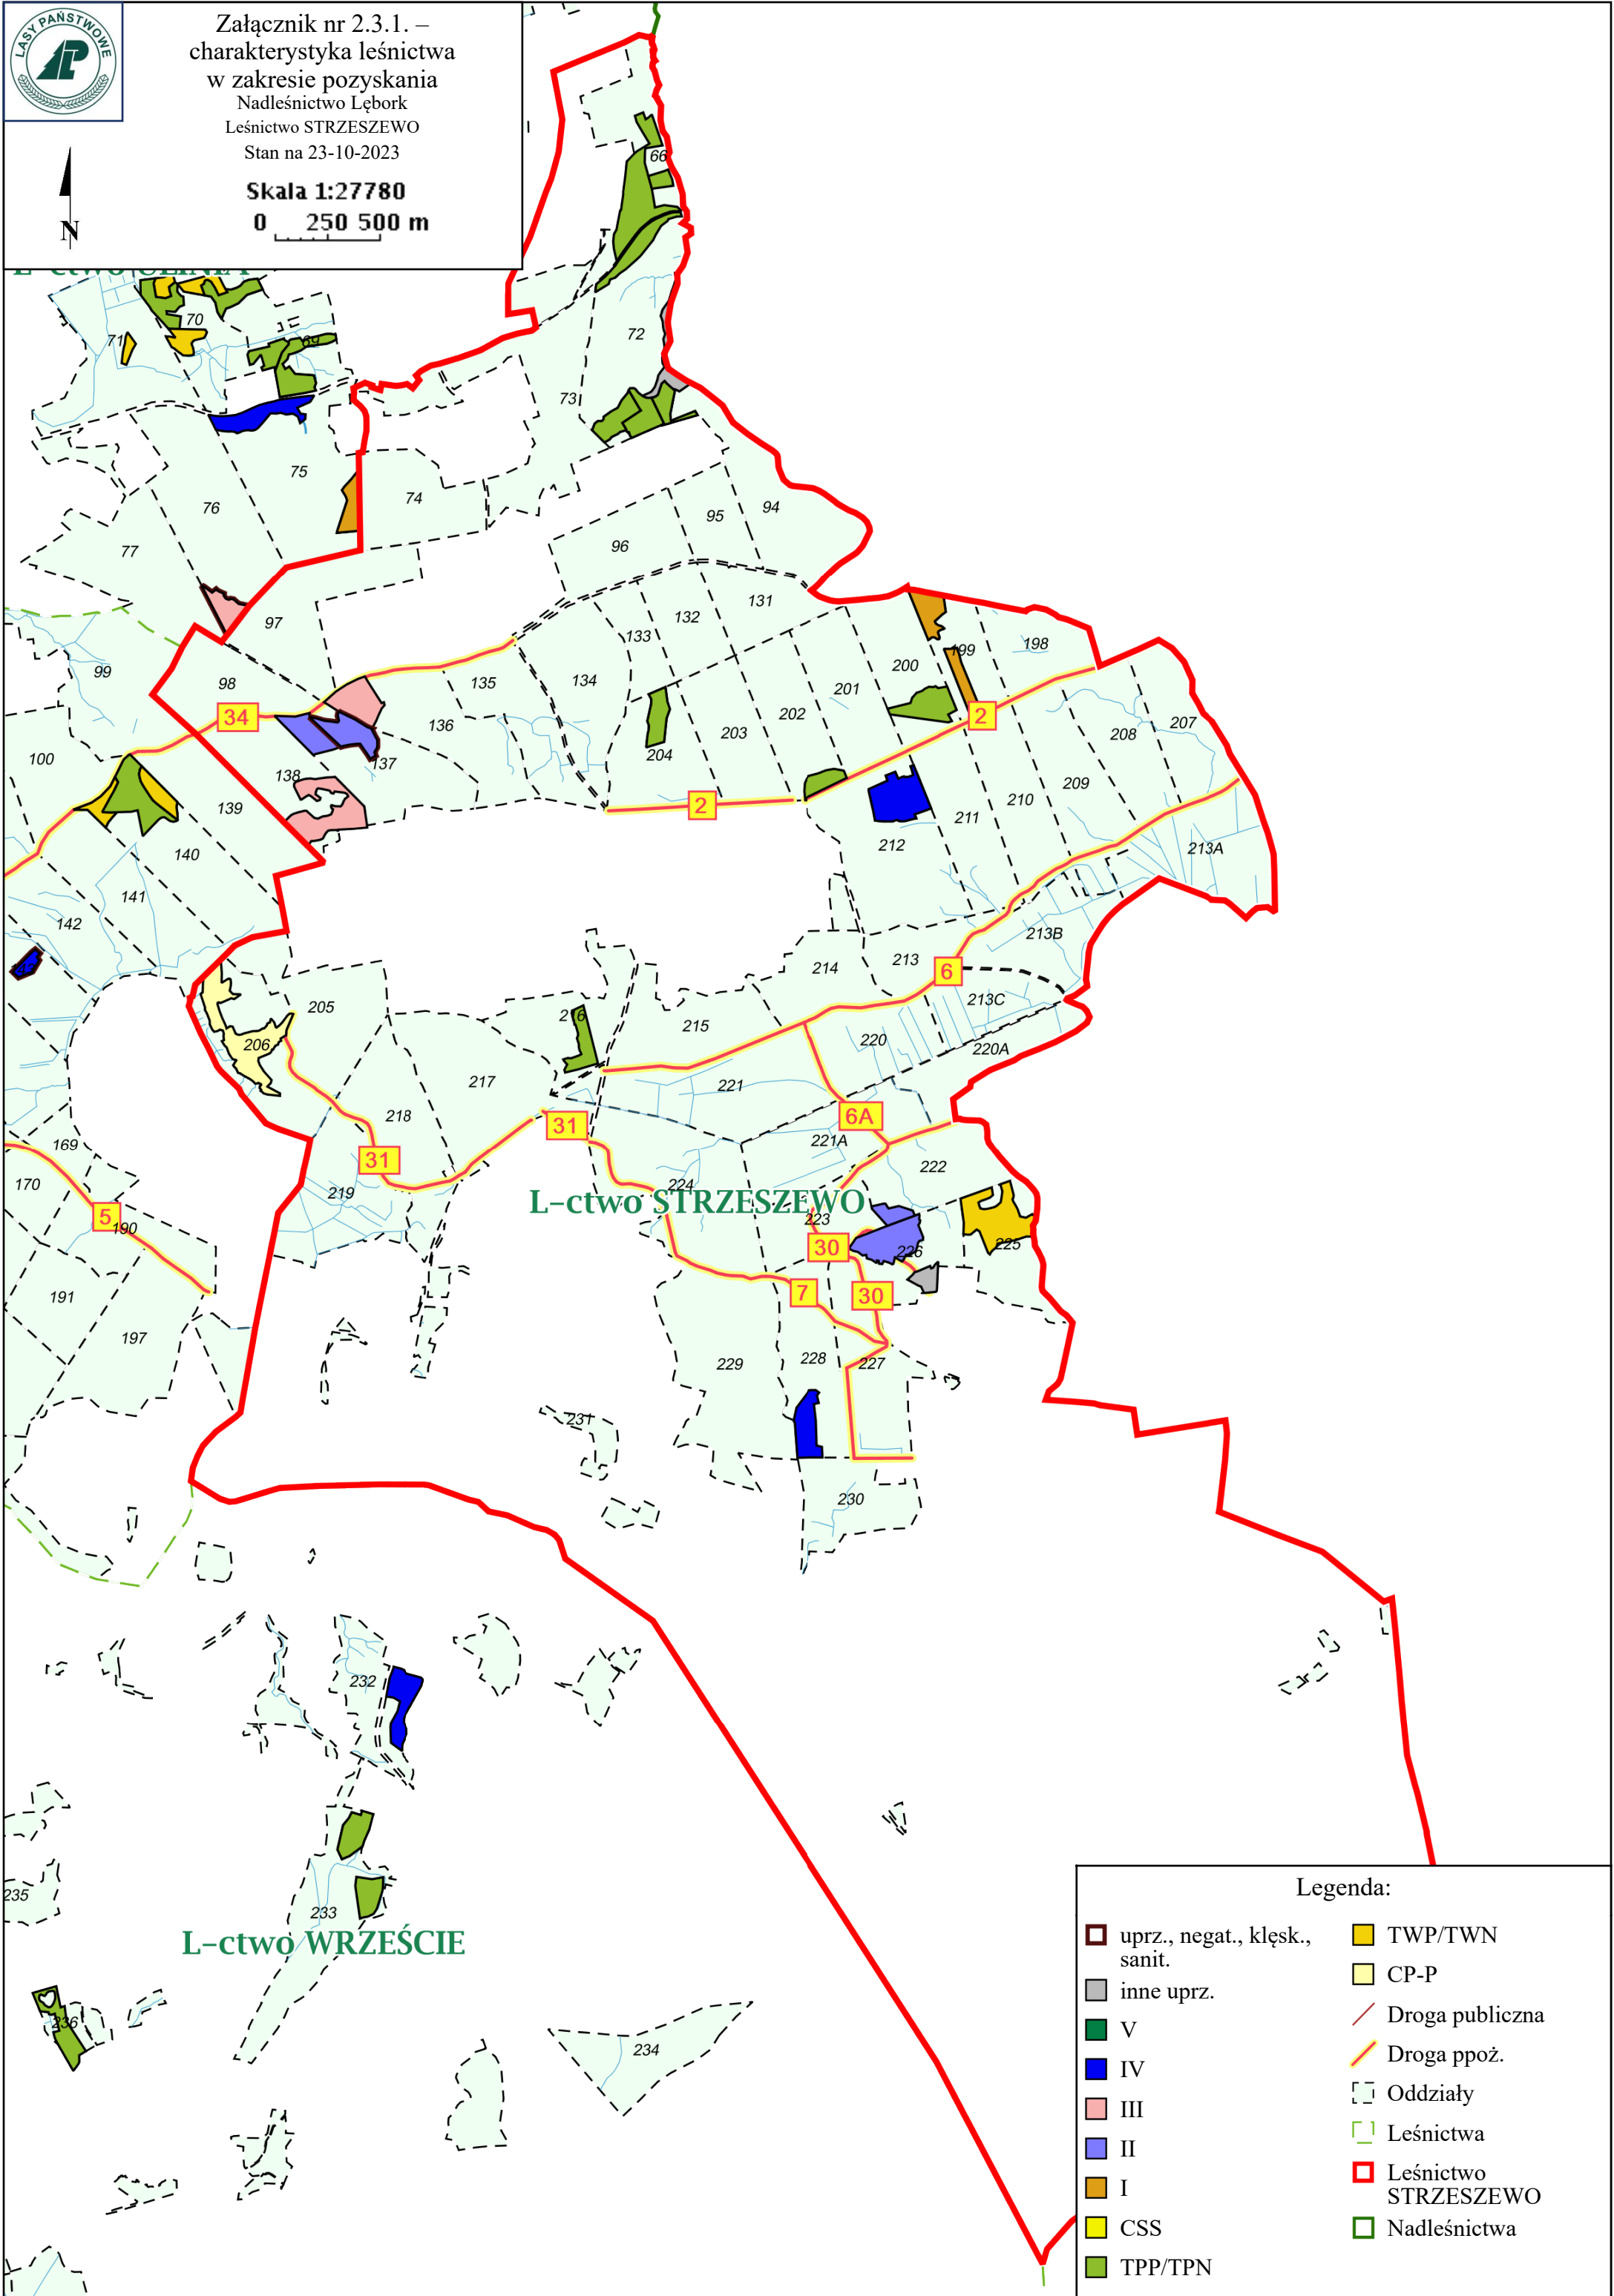 LASY PAŃSTWOWE
Załącznik nr 2.3.1. –
charakterystyka leśnictwa
w zakresie pozyskania
Nadleśnictwo Lębork
Leśnictwo STRZESZEWO
Stan na 23-10-2023
Skala 1:27780
0 250 500 m
N
66
70
71
69
72
73
75
74
76
77
95
94
96
97
131
132
133
99
98
134
135
136
137
138
198
199
200
201
202
203
204
207
208
209
210
211
212
34
2
2
100
139
140
141
142
213A
213B
213
214
6
213C
205
206
215
216
220
220A
217
221
218
6A
31
221A
31
169
170
222
219
224
L–ctwo STRZESZEWO
5
190
223
225
226
30
7
30
191
197
229
228
227
231
230
232
235
233
L–ctwo WRZEŚCIE
236
234
Legenda:
uprz., negat., klęsk.,
sanit.
inne uprz.
V
IV
III
II
I
CSS
TPP/TPN
TWP/TWN
CP-P
Droga publiczna
Droga ppoż.
Oddziały
Leśnictwa
Leśnictwo
STRZESZEWO
Nadleśnictwa